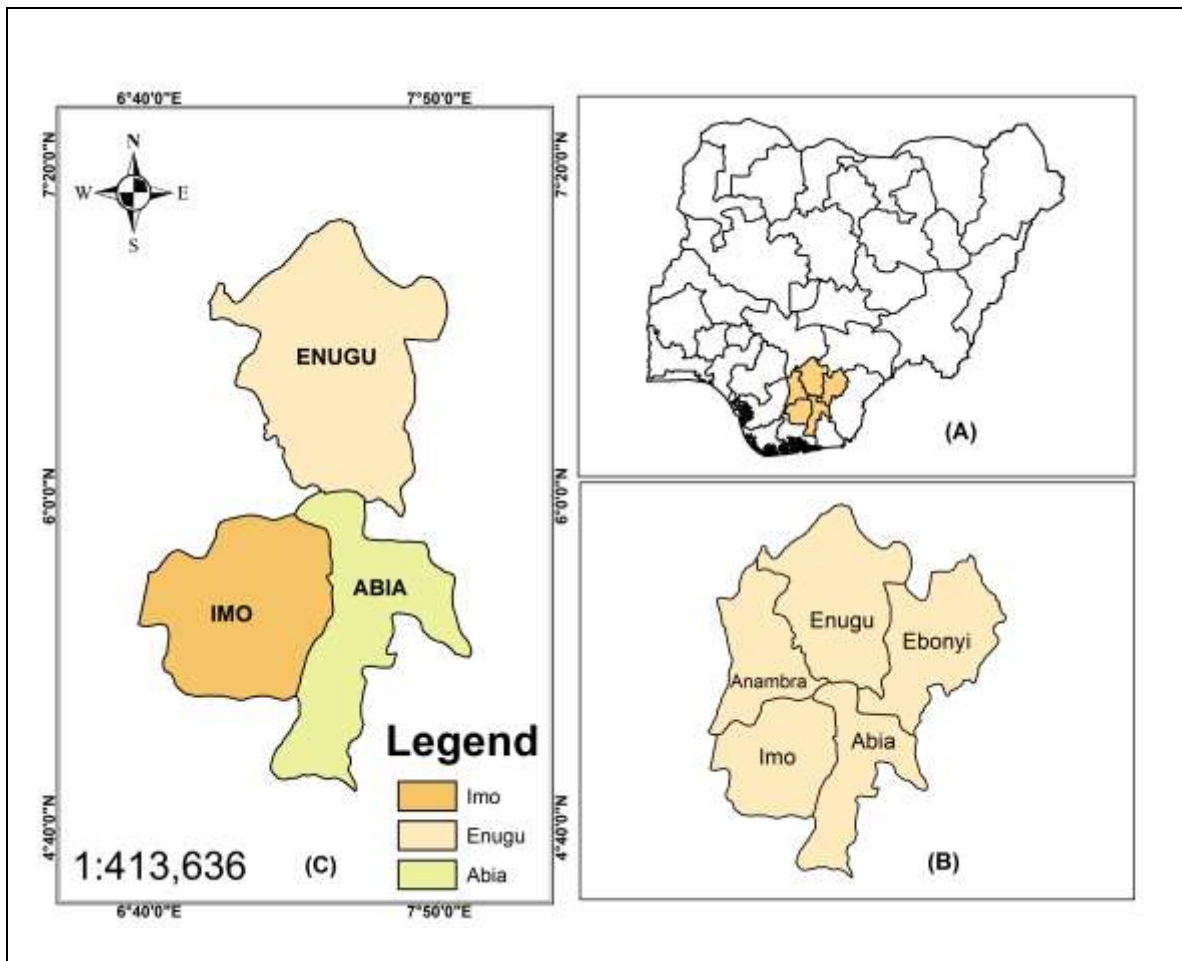 6°40'0"E
7°50'0"E
7°20'0"N
7°20'0"N
N
W
E
S
ENUGU
(A)
6°0'0"N
6°0'0"N
ABIA
IMO
Enugu
Ebonyi
Anambra
Abia
Imo
Legend
Imo
Enugu
Abia
4°40'0"N
4°40'0"N
1:413,636
(C)
(B)
6°40'0"E
7°50'0"E